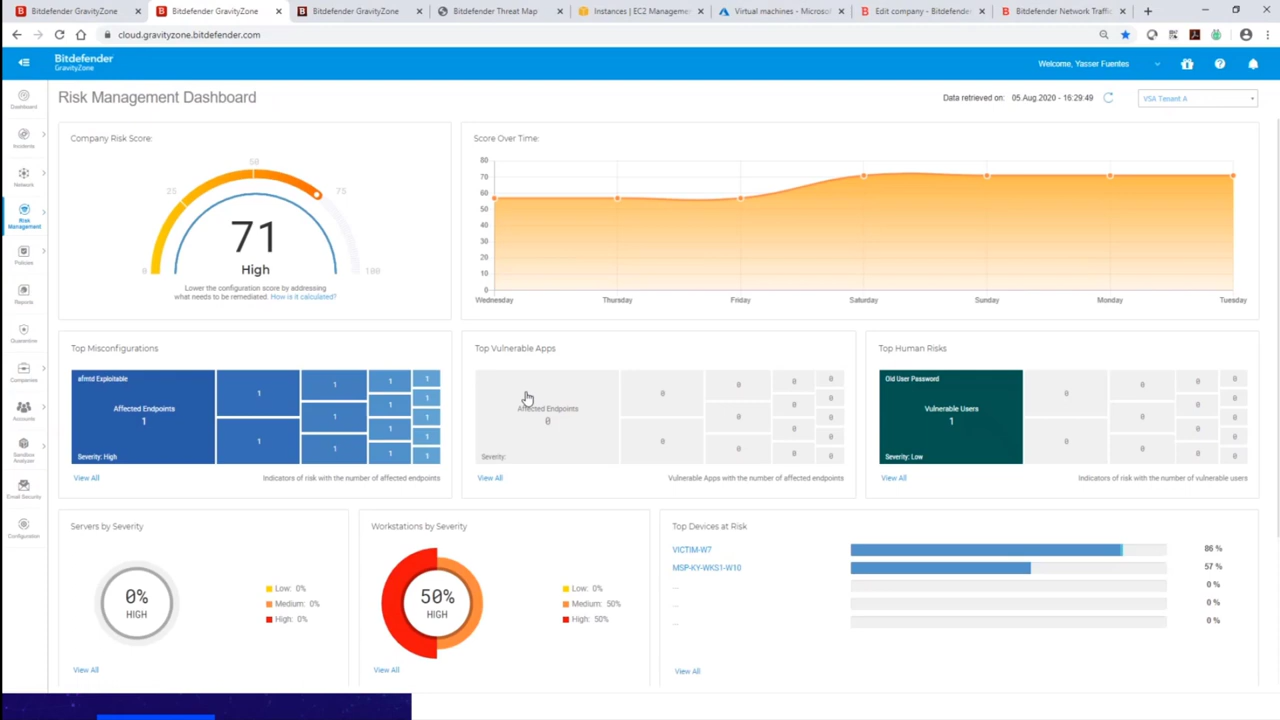 Bitdefender GravityZone
Bitdefender GravityZone
Bitdefender GravityZone
Bitdefender Threat Map
Instances | EC2 Manageme
Virtual machines - Microsof
Edit company - Bitdefender
Bitdefender Network Traffic
cloud.gravityzone.bitdefender.com
Bitdefender
GravityZone
Welcome, Yasser Fuentes
Risk Management Dashboard
Data retrieved on: 05.Aug.2020 - 16:29:49
VSA Tenant A
Dashboard
Incidents
Network
Risk
Management
Policies
Reports
Quarantine
Companies
Accounts
Sandbox
Analyzer
Email Security
Configuration
Company Risk Score:
0
25
50
75
100
71
High
Lower the configuration score by addressing
what needs to be remediated. How is it calculated?
Score Over Time:
80
70
60
50
40
30
20
10
0
Wednesday Thursday Friday Saturday Sunday Monday Tuesday
Top Misconfigurations
afmtd Exploitable
Affected Endpoints
1
Severity: High
1
1
1
1
1
1
1
1
1
1
1
1
1
1
View All
Indicators of risk with the number of affected endpoints
Top Vulnerable Apps
Affected Endpoints
0
Severity:
0
0
0
0
0
0
0
0
0
0
0
0
0
0
View All
Vulnerable Apps with the number of affected endpoints
Top Human Risks
Old User Password
Vulnerable Users
1
Severity: Low
0
0
0
0
0
0
0
0
0
0
0
0
0
0
View All
Indicators of risk with the number of vulnerable users
Servers by Severity
0%
HIGH
Low: 0%
Medium: 0%
High: 0%
View All
Workstations by Severity
50%
HIGH
Low: 0%
Medium: 50%
High: 50%
View All
Top Devices at Risk
VICTIM-W7 86 %
MSP-KY-WKS1-W10 57 %
... 0 %
... 0 %
... 0 %
View All